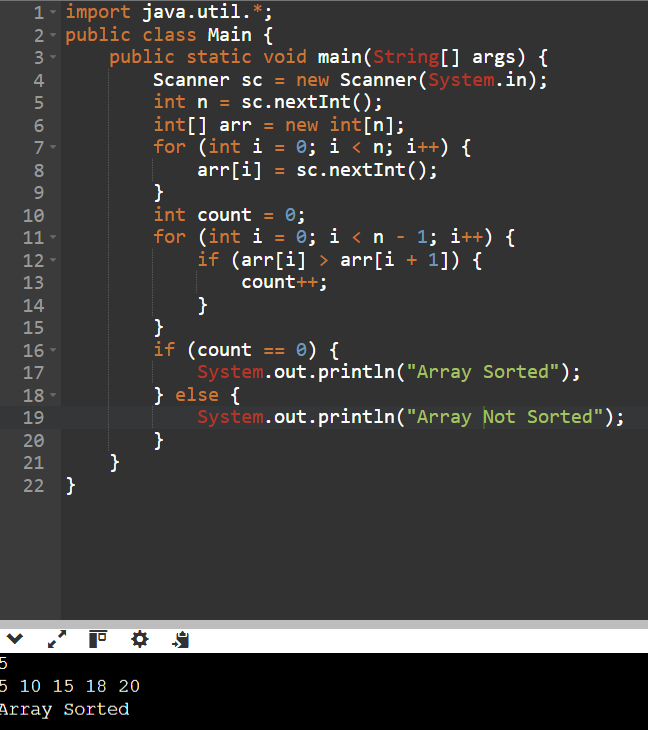 1 import java.util.*;
2 public class Main {
3     public static void main(String[] args) {
4         Scanner sc = new Scanner(System.in);
5         int n = sc.nextInt();
6         int[] arr = new int[n];
7         for (int i = 0; i < n; i++) {
8             arr[i] = sc.nextInt();
9         }
10         int count = 0;
11         for (int i = 0; i < n - 1; i++) {
12             if (arr[i] > arr[i + 1]) {
13                 count++;
14             }
15         }
16         if (count == 0) {
17             System.out.println("Array Sorted");
18         } else {
19             System.out.println("Array Not Sorted");
20         }
21     }
22 }
5
5 10 15 18 20
Array Sorted